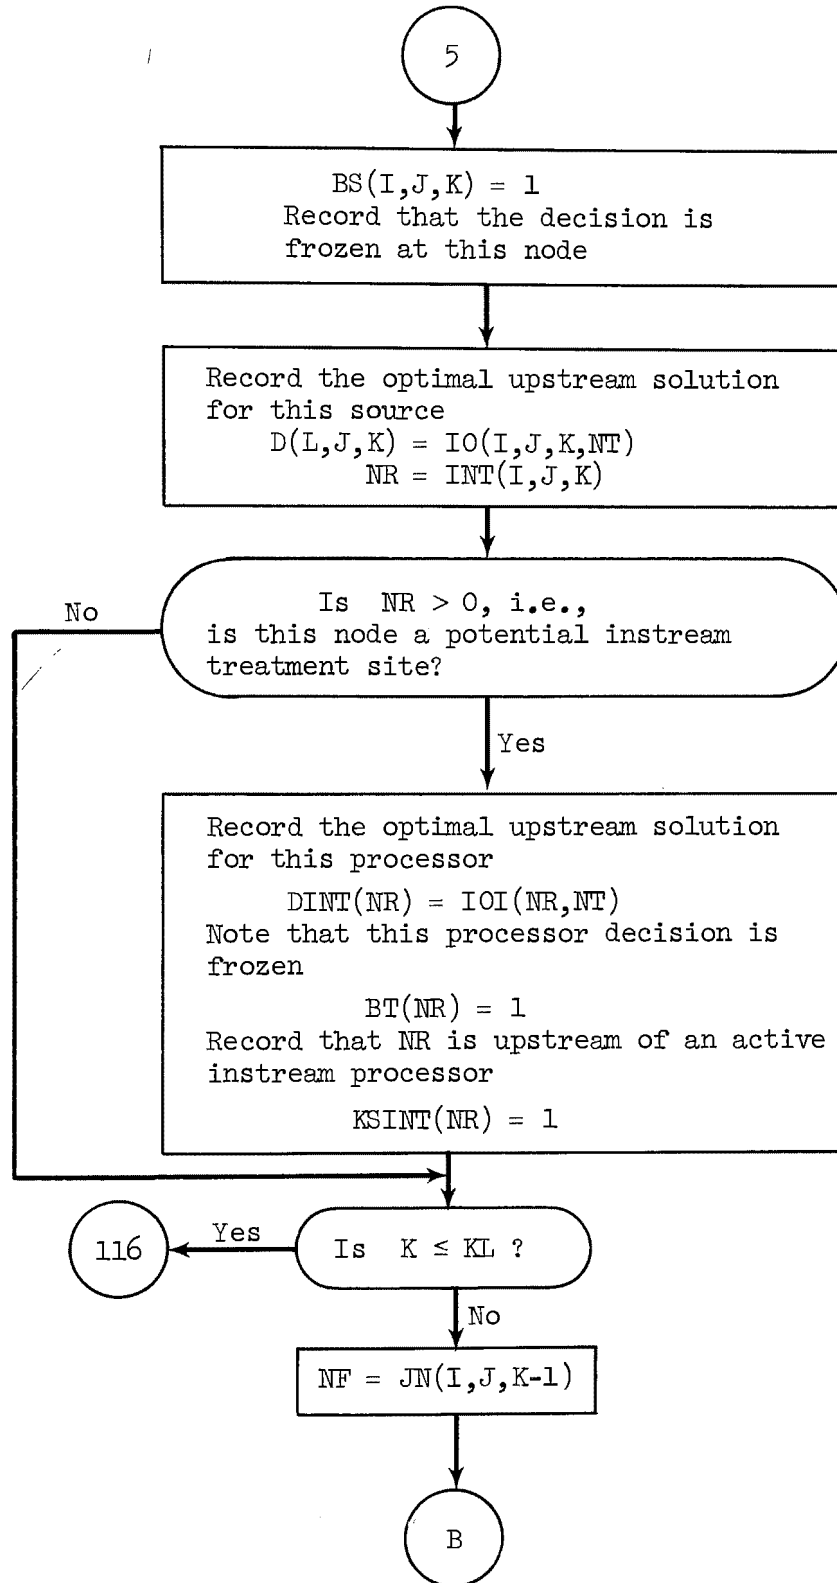 5
BS(I,J,K) = 1
Record that the decision is
frozen at this node
Record the optimal upstream solution
for this source
D(L,J,K) = IO(I,J,K,NT)
NR = INT(I,J,K)
Is NR > 0, i.e.,
is this node a potential instream
treatment site?
No
Yes
Record the optimal upstream solution
for this processor
DINT(NR) = IOI(NR,NT)
Note that this processor decision is
frozen
BT(NR) = 1
Record that NR is upstream of an active
instream processor
KSINT(NR) = 1
116
Yes
Is K ≤ KL ?
No
NF = JN(I,J,K-1)
B